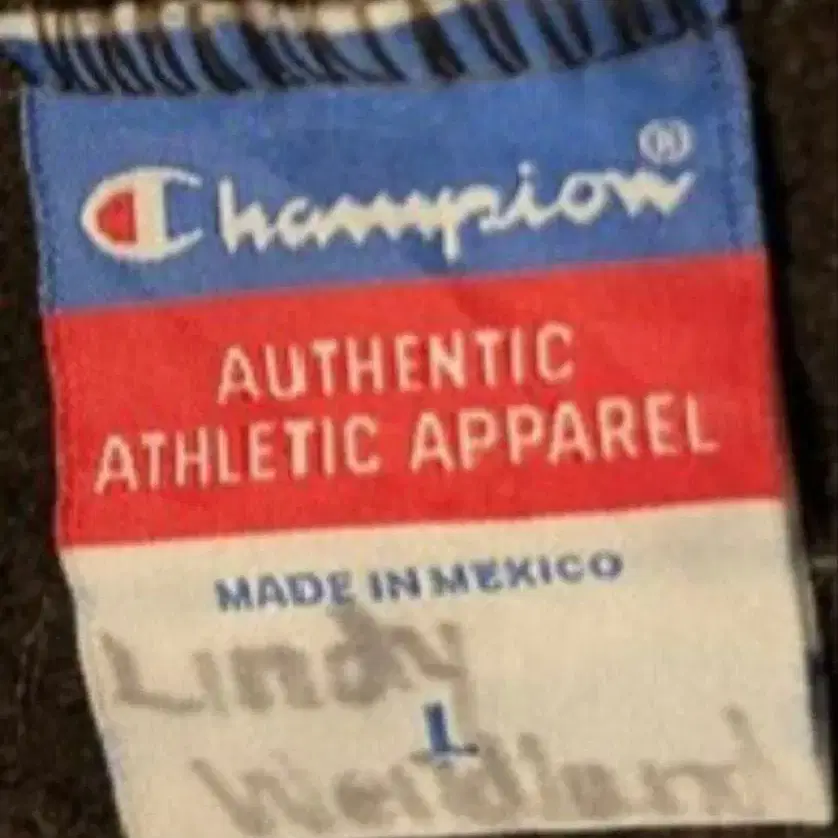 Champion®
AUTHENTIC
ATHLETIC APPAREL
MADE IN MEXICO
Lindy
L